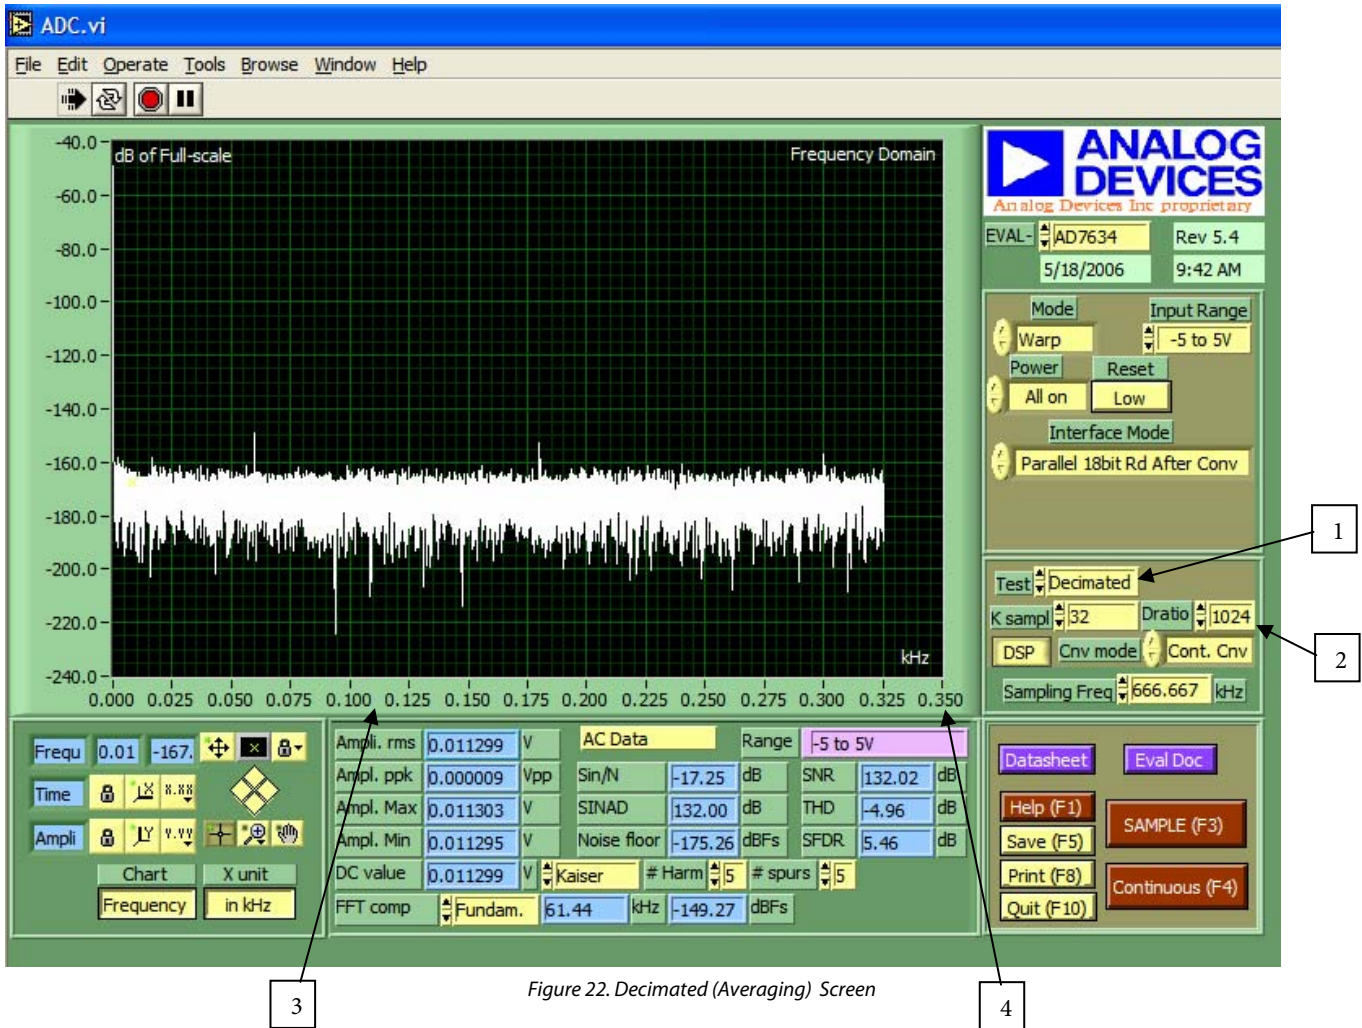 ADC.vi
File Edit Operate Tools Browse Window Help
dB of Full-scale
Frequency Domain
-40.0
-60.0
-80.0
-100.0
-120.0
-140.0
-160.0
-180.0
-200.0
-220.0
-240.0
kHz
0.000 0.025 0.050 0.075 0.100 0.125 0.150 0.175 0.200 0.225 0.250 0.275 0.300 0.325 0.350
ANALOG
DEVICES
Analog Devices Inc proprietary
EVAL- AD7634 Rev 5.4
5/18/2006 9:42 AM
Mode Input Range
Warp -5 to 5V
Power Reset
All on Low
Interface Mode
Parallel 18bit Rd After Conv
1
Test Decimated
K sampl 32 Dratio 1024
2
DSP Cnv mode Cont. Cnv
Sampling Freq 666.667 kHz
Frequ 0.01 -167.
Time X X.XX
Ampli Y Y.YY
Chart X unit
Frequency in kHz
Ampli. rms 0.011299 V AC Data Range -5 to 5V
Ampl. ppk 0.000009 Vpp Sin/N -17.25 dB SNR 132.02 dB
Ampl. Max 0.011303 V SINAD 132.00 dB THD -4.96 dB
Ampl. Min 0.011295 V Noise floor -175.26 dBFs SFDR 5.46 dB
DC value 0.011299 V Kaiser # Harm 5 # spurs 5
FFT comp Fundam. 61.44 kHz -149.27 dBFs
Datasheet Eval Doc
Help (F1)
SAMPLE (F3)
Save (F5)
Print (F8)
Continuous (F4)
Quit (F10)
3
Figure 22. Decimated (Averaging) Screen
4